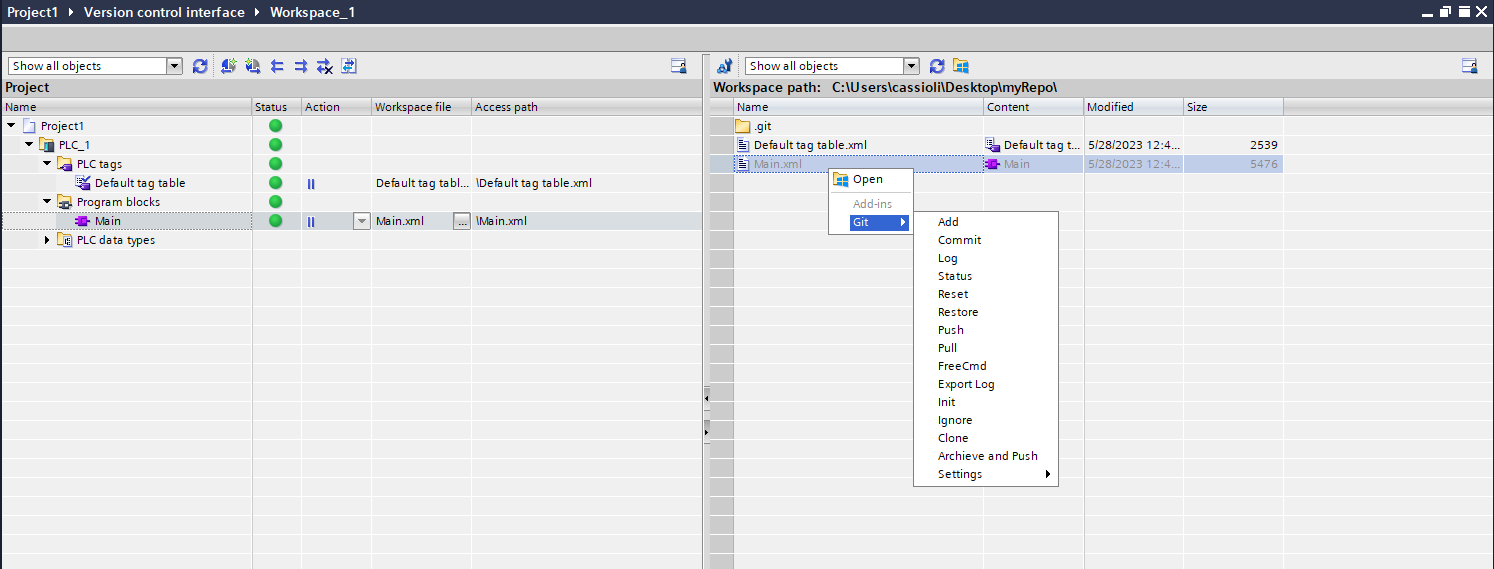 Project1 Version control interface Workspace_1
Show all objects
Project
Name Status Action Workspace file Access path
Project1
PLC_1
PLC tags
Default tag table Default tag tabl... \Default tag table.xml
Program blocks
Main Main.xml ... \Main.xml
PLC data types
Show all objects
Workspace path: C:\Users\cassioli\Desktop\myRepo\
Name Content Modified Size
.git
Default tag table.xml Default tag t... 5/28/2023 12:4... 2539
Main.xml Main 5/28/2023 12:4... 5476
Open
Add-ins
Git
Add
Commit
Log
Status
Reset
Restore
Push
Pull
FreeCmd
Export Log
Init
Ignore
Clone
Archieve and Push
Settings